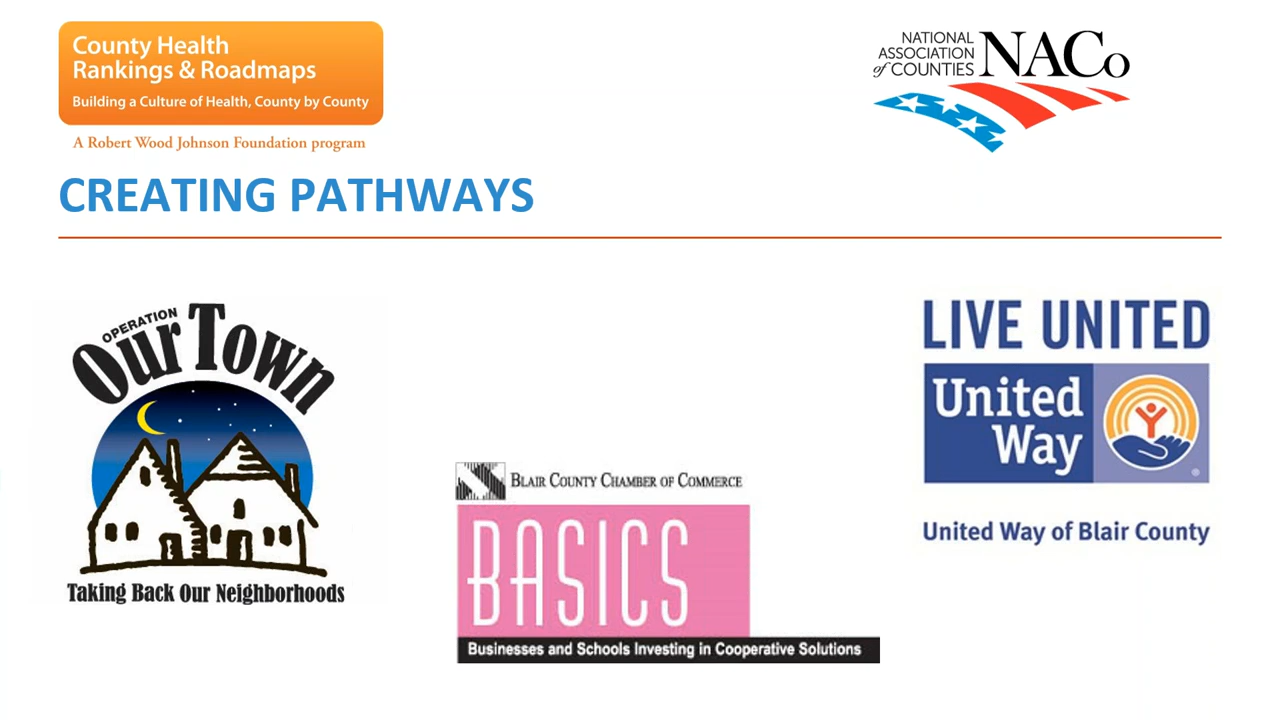 County Health
Rankings & Roadmaps
Building a Culture of Health, County by County
A Robert Wood Johnson Foundation program
NATIONAL
ASSOCIATION
of COUNTIES
NACo
CREATING PATHWAYS
OPERATION
Our Town
Taking Back Our Neighborhoods
BLAIR COUNTY CHAMBER OF COMMERCE
BASICS
Businesses and Schools Investing in Cooperative Solutions
LIVE UNITED
United
Way
®
United Way of Blair County